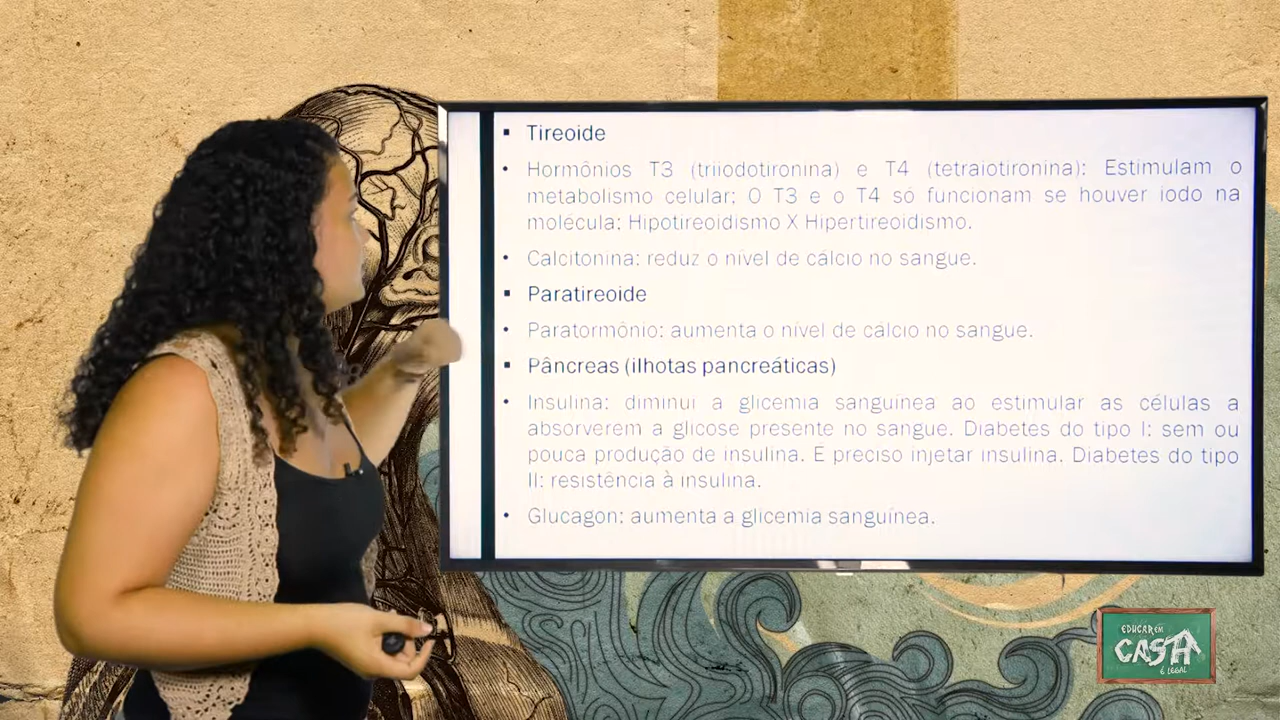 ▪ Tireoide
• Hormônios T3 (triiodotironina) e T4 (tetraiotironina): Estimulam o
metabolismo celular; O T3 e o T4 só funcionam se houver iodo na
molécula: Hipotireoidismo X Hipertireoidismo.
• Calcitonina: reduz o nível de cálcio no sangue.
▪ Paratireoide
• Paratormônio: aumenta o nível de cálcio no sangue.
▪ Pâncreas (ilhotas pancreáticas)
• Insulina: diminui a glicemia sanguínea ao estimular as células a
absorverem a glicose presente no sangue. Diabetes do tipo I: sem ou
pouca produção de insulina. É preciso injetar insulina. Diabetes do tipo
II: resistência à insulina.
• Glucagon: aumenta a glicemia sanguínea.
EDUCAR EM
CASA
É LEGAL